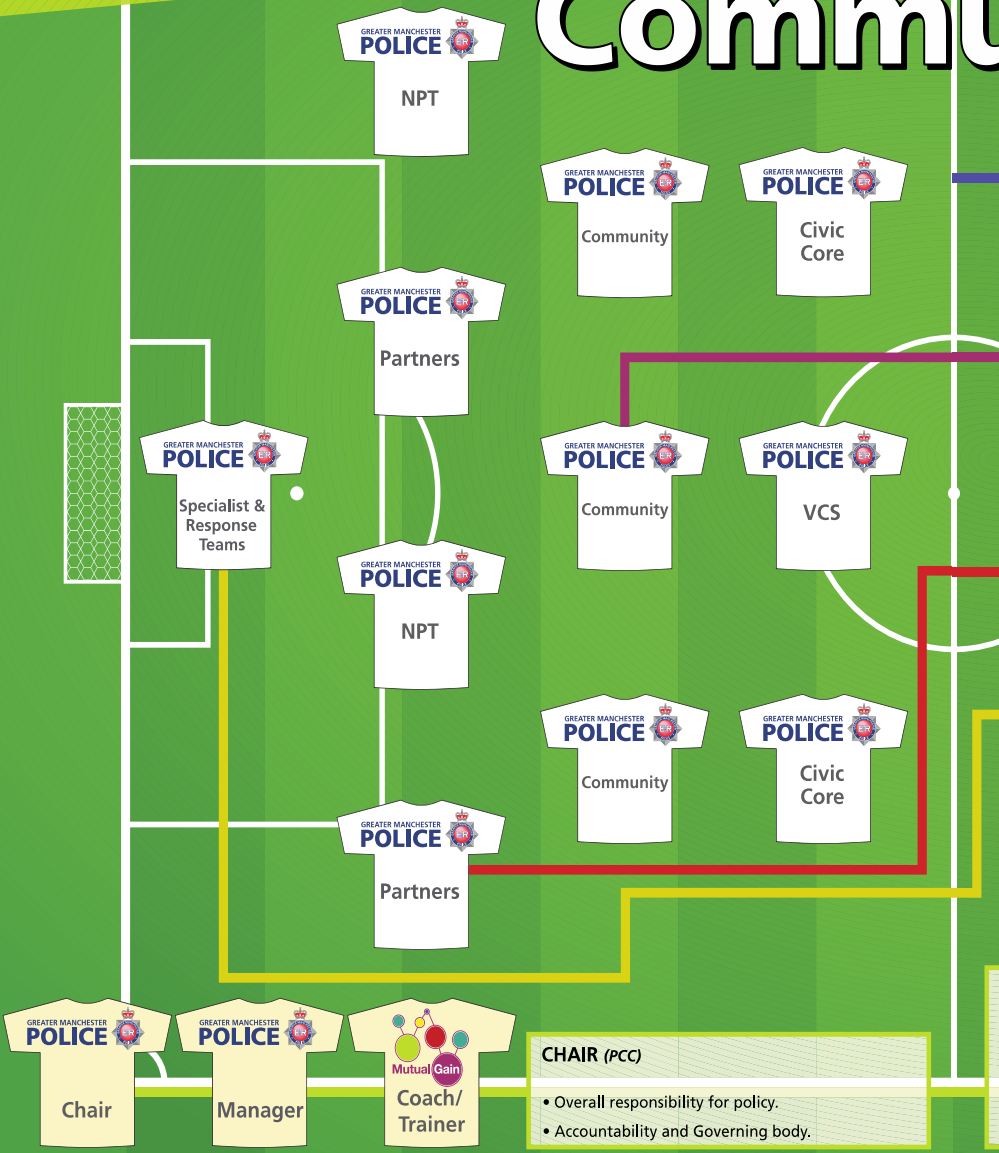 Commu
GREATER MANCHESTER
POLICE
NPT
GREATER MANCHESTER
POLICE
Community
GREATER MANCHESTER
POLICE
Civic
Core
GREATER MANCHESTER
POLICE
Partners
GREATER MANCHESTER
POLICE
Specialist &
Response
Teams
GREATER MANCHESTER
POLICE
Community
GREATER MANCHESTER
POLICE
VCS
GREATER MANCHESTER
POLICE
NPT
GREATER MANCHESTER
POLICE
Community
GREATER MANCHESTER
POLICE
Civic
Core
GREATER MANCHESTER
POLICE
Partners
GREATER MANCHESTER
POLICE
Chair
GREATER MANCHESTER
POLICE
Manager
Mutual Gain
Coach/
Trainer
CHAIR (PCC)
• Overall responsibility for policy.
• Accountability and Governing body.